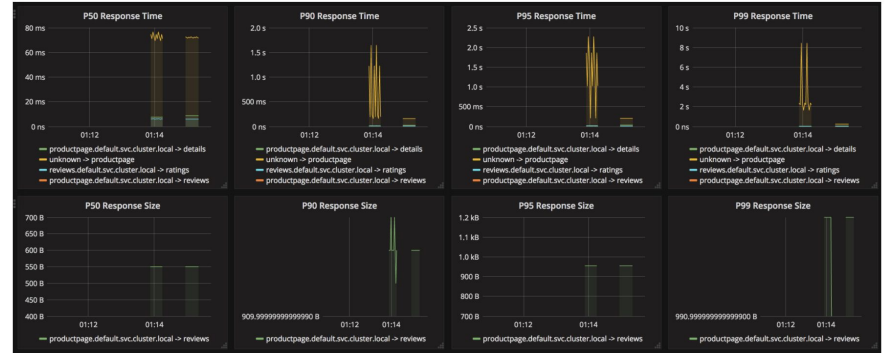 P50 Response Time
80 ms
60 ms
40 ms
20 ms
0 ns
01:12
01:14
productpage.default.svc.cluster.local -> details
unknown -> productpage
reviews.default.svc.cluster.local -> ratings
productpage.default.svc.cluster.local -> reviews
P90 Response Time
2.0 s
1.5 s
1.0 s
500 ms
0 ns
01:12
01:14
productpage.default.svc.cluster.local -> details
unknown -> productpage
reviews.default.svc.cluster.local -> ratings
productpage.default.svc.cluster.local -> reviews
P95 Response Time
2.5 s
2.0 s
1.5 s
1.0 s
500 ms
0 ns
01:12
01:14
productpage.default.svc.cluster.local -> details
unknown -> productpage
reviews.default.svc.cluster.local -> ratings
productpage.default.svc.cluster.local -> reviews
P99 Response Time
10 s
8 s
6 s
4 s
2 s
0 ns
01:12
01:14
productpage.default.svc.cluster.local -> details
unknown -> productpage
reviews.default.svc.cluster.local -> ratings
productpage.default.svc.cluster.local -> reviews
P50 Response Size
700 B
650 B
600 B
550 B
500 B
450 B
400 B
01:12
01:14
productpage.default.svc.cluster.local -> reviews
P90 Response Size
909.99999999999990 B
01:12
01:14
productpage.default.svc.cluster.local -> reviews
P95 Response Size
1.2 kB
1.1 kB
1.0 kB
900 B
800 B
700 B
01:12
01:14
productpage.default.svc.cluster.local -> reviews
P99 Response Size
990.999999999999900 B
01:12
01:14
productpage.default.svc.cluster.local -> reviews